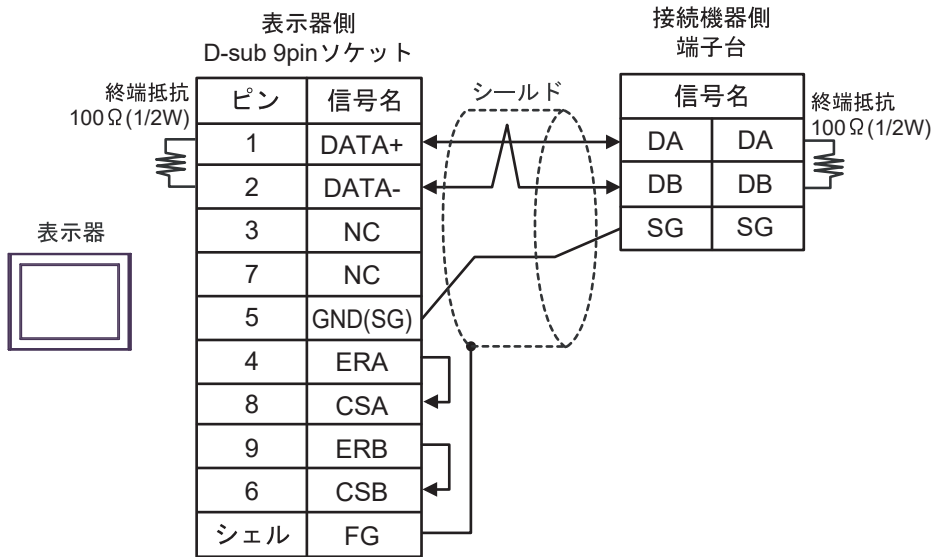 表示器側
D-sub 9pinソケット
接続機器側
端子台
終端抵抗
100Ω(1/2W)
ピン 信号名
1 DATA+
2 DATA-
3 NC
7 NC
5 GND(SG)
4 ERA
8 CSA
9 ERB
6 CSB
シェル FG
シールド
信号名
DA DA
DB DB
SG SG
終端抵抗
100Ω(1/2W)
表示器